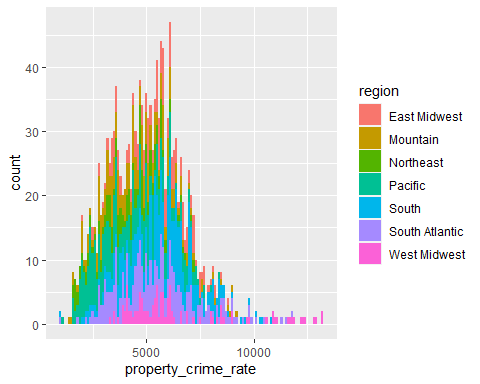 40
30
20
10
0
count
5000 10000
property_crime_rate
region
East Midwest
Mountain
Northeast
Pacific
South
South Atlantic
West Midwest